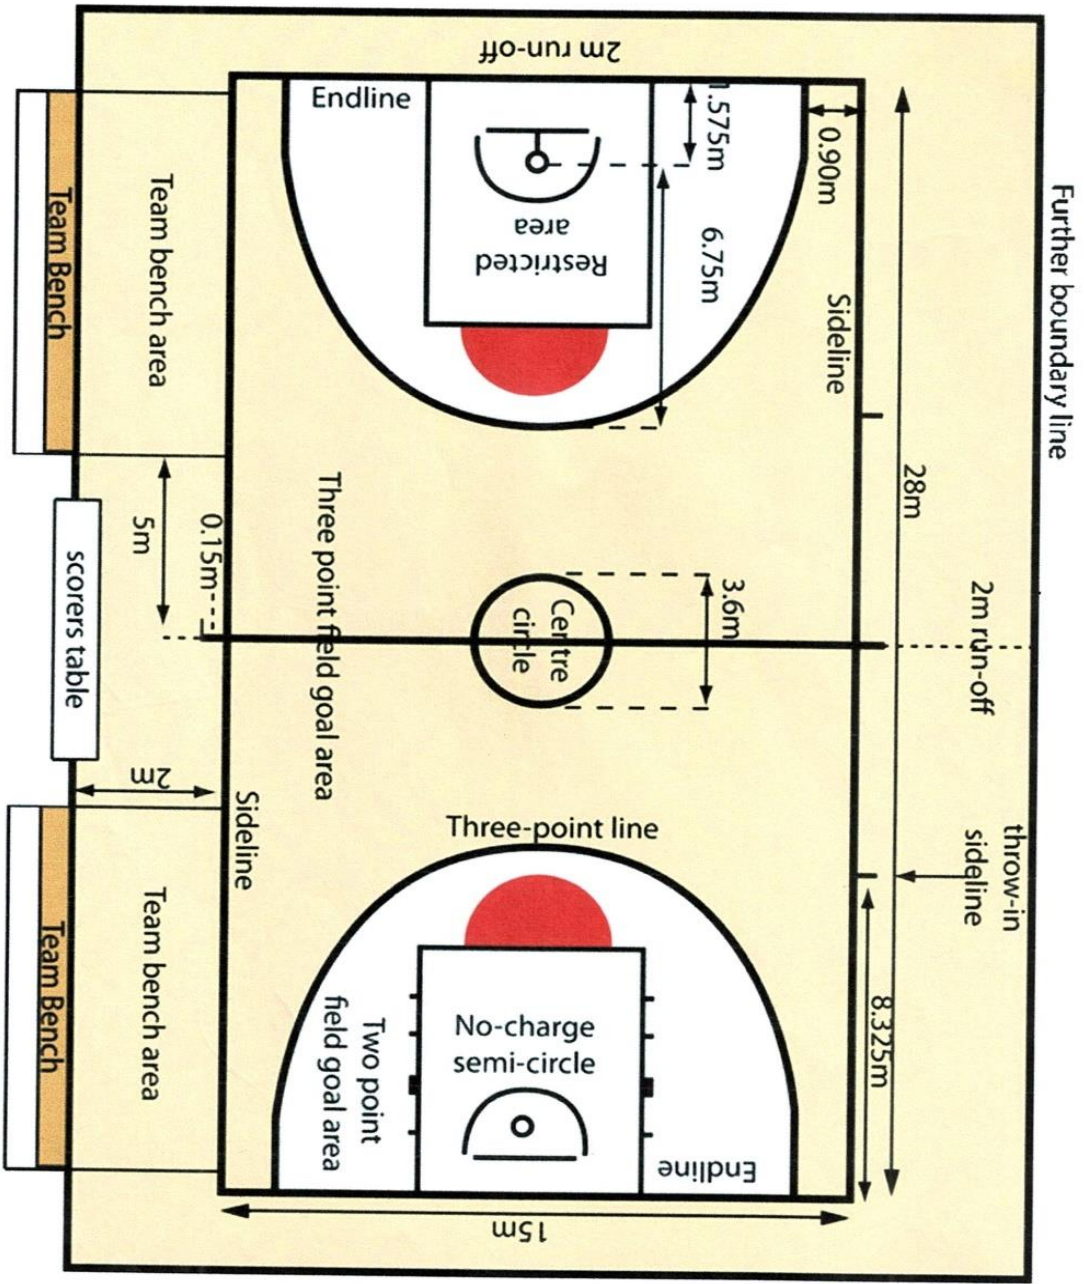 2m run-off
Endline
1.575m
0.90m
Restricted
area
6.75m
Sideline
Further boundary line
Team Bench
Team bench area
28m
5m
0.15m
Three point field goal area
scorers table
3.6m
Centre
circle
2m run-off
2m
Sideline
Three-point line
throw-in
sideline
Team Bench
Team bench area
Two point
field goal area
No-charge
semi-circle
Endline
8.325m
15m